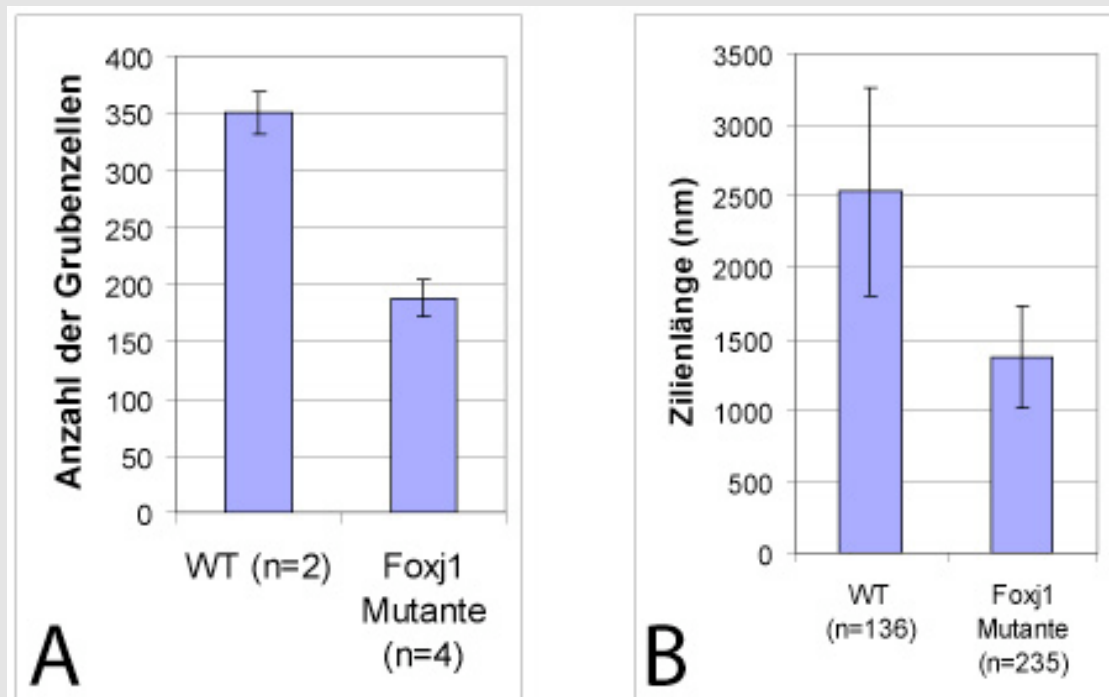 Anzahl der Grubenzellen
400
350
300
250
200
150
100
50
0
WT (n=2)
Foxj1
Mutante
(n=4)
A
Zilienlänge (nm)
3500
3000
2500
2000
1500
1000
500
0
WT
(n=136)
Foxj1
Mutante
(n=235)
B